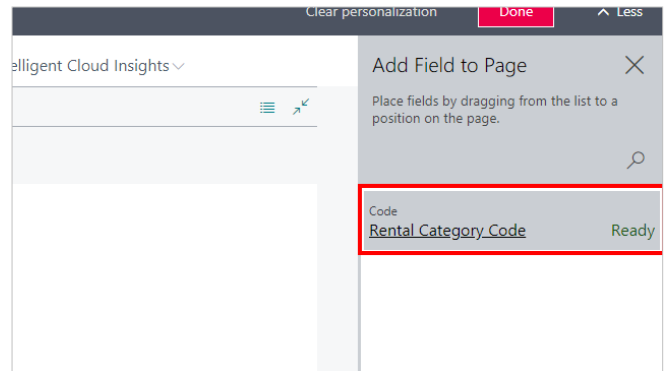 Clear personalization
Done
Less
elligent Cloud Insights
Add Field to Page
Place fields by dragging from the list to a
position on the page.
Code
Rental Category Code
Ready